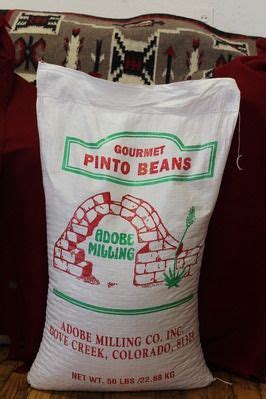 GOURMET
PINTO BEANS
ADOBE
MILLING
ADOBE MILLING CO. INC.
DOVE CREEK, COLORADO,
NET WT. 50 LBS/22.68 KG